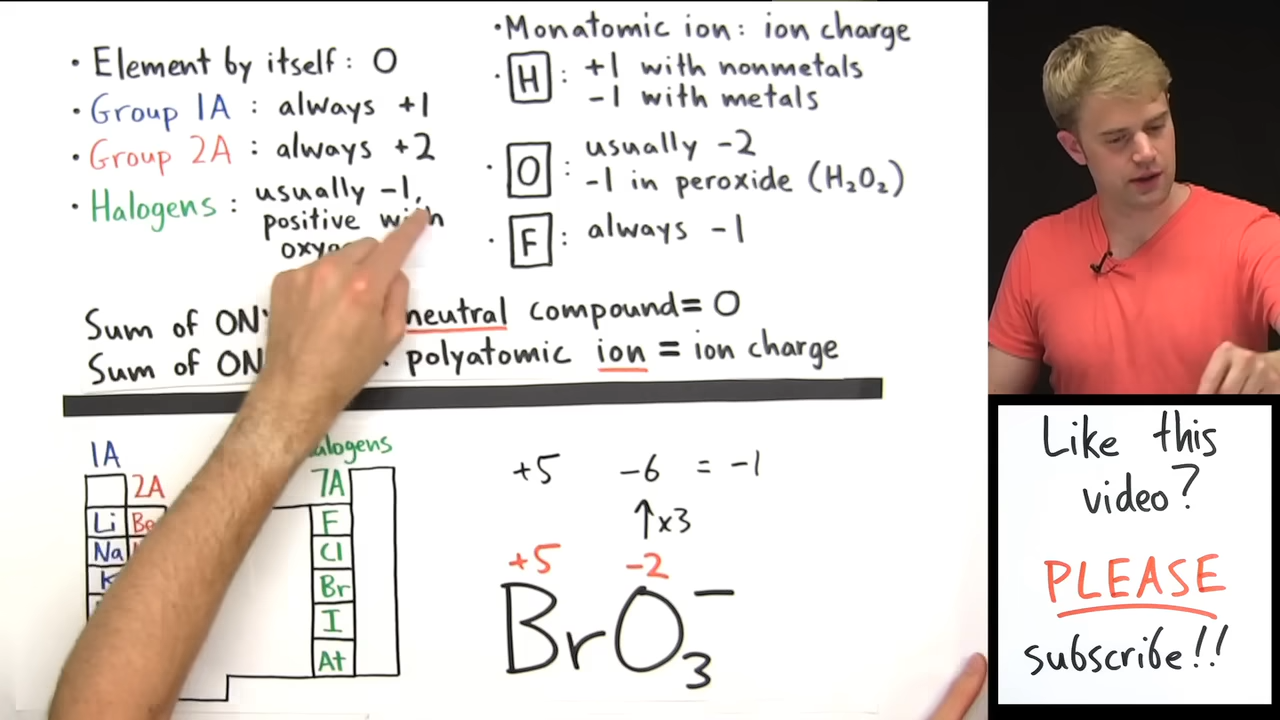 • Element by itself: 0
• Group 1A : always +1
• Group 2A : always +2
• Halogens : usually -1,
positive with
• Monatomic ion: ion charge
• H : +1 with nonmetals
-1 with metals
• O : usually -2
-1 in peroxide (H₂O₂)
• F : always -1
Sum of neutral compound = 0
Sum of polyatomic ion = ion charge
1A
2A
Li Be
Na
K
Halogens
7A
F
Cl
Br
I
At
+5 -6 = -1
↑x3
+5 -2
BrO₃⁻
Like this
video?
PLEASE
subscribe!!